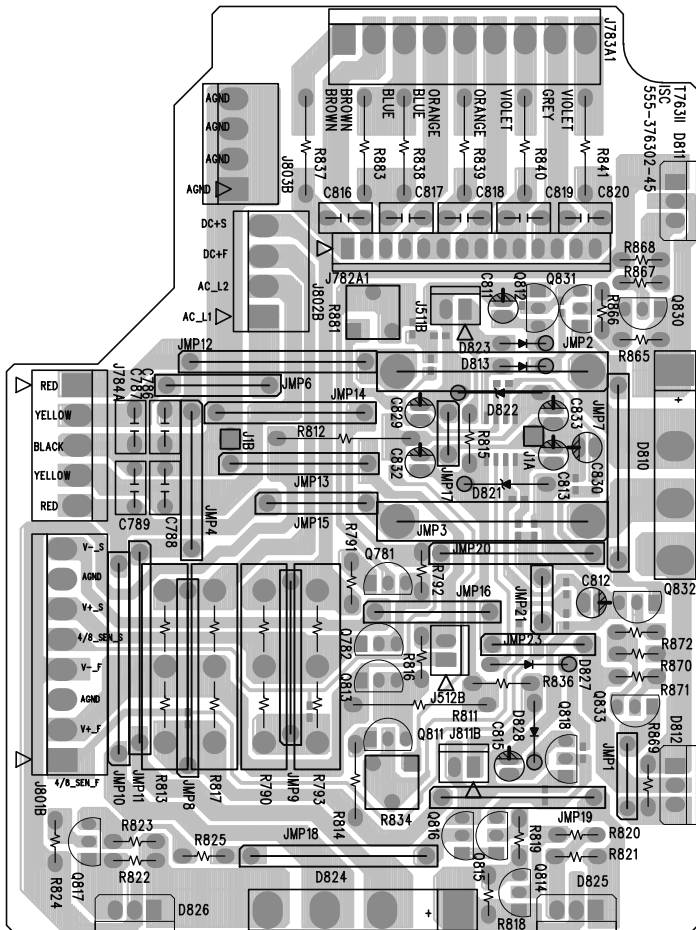 J783A1
T763II D811
ISC
555-376302-45
AGND
AGND
AGND
AGND
J803B
BROWN
BROWN
BLUE
BLUE
ORANGE
ORANGE
VIOLET
GREY
VIOLET
R837
R883
R838
R839
R840
R841
C816
C817
C818
C819
C820
DC+S
DC+F
AC_L2
AC_L1
J802B
J782A1
R881
J511B
C811
Q812
Q831
R868
R867
R866
Q830
R865
D823
JMP2
D813
JMP12
JMP6
JMP14
RED
YELLOW
BLACK
YELLOW
RED
J784A
C787
C786
C789
C788
JMP4
J1B
R812
C829
C832
JMP17
R815
D822
C833
JMP7
J1A
C813
C830
D810
+
D821
JMP13
JMP15
JMP3
JMP20
V-_S
AGND
V+_S
4/8_SEN_S
V-_F
AGND
V+_F
4/8_SEN_F
J801B
R791
Q781
R792
JMP16
JMP21
C812
Q832
Q782
Q813
R816
J512B
JMP23
R836
D827
R872
R870
R871
R811
D828
Q818
Q833
R869
D812
JMP1
JMP10
JMP11
R813
JMP8
R817
R790
JMP9
R793
R814
Q811
R834
J811B
C815
JMP19
R824
Q817
R823
R822
R825
JMP18
Q816
R819
R820
R821
Q815
R818
Q814
D824
+
D825
D826